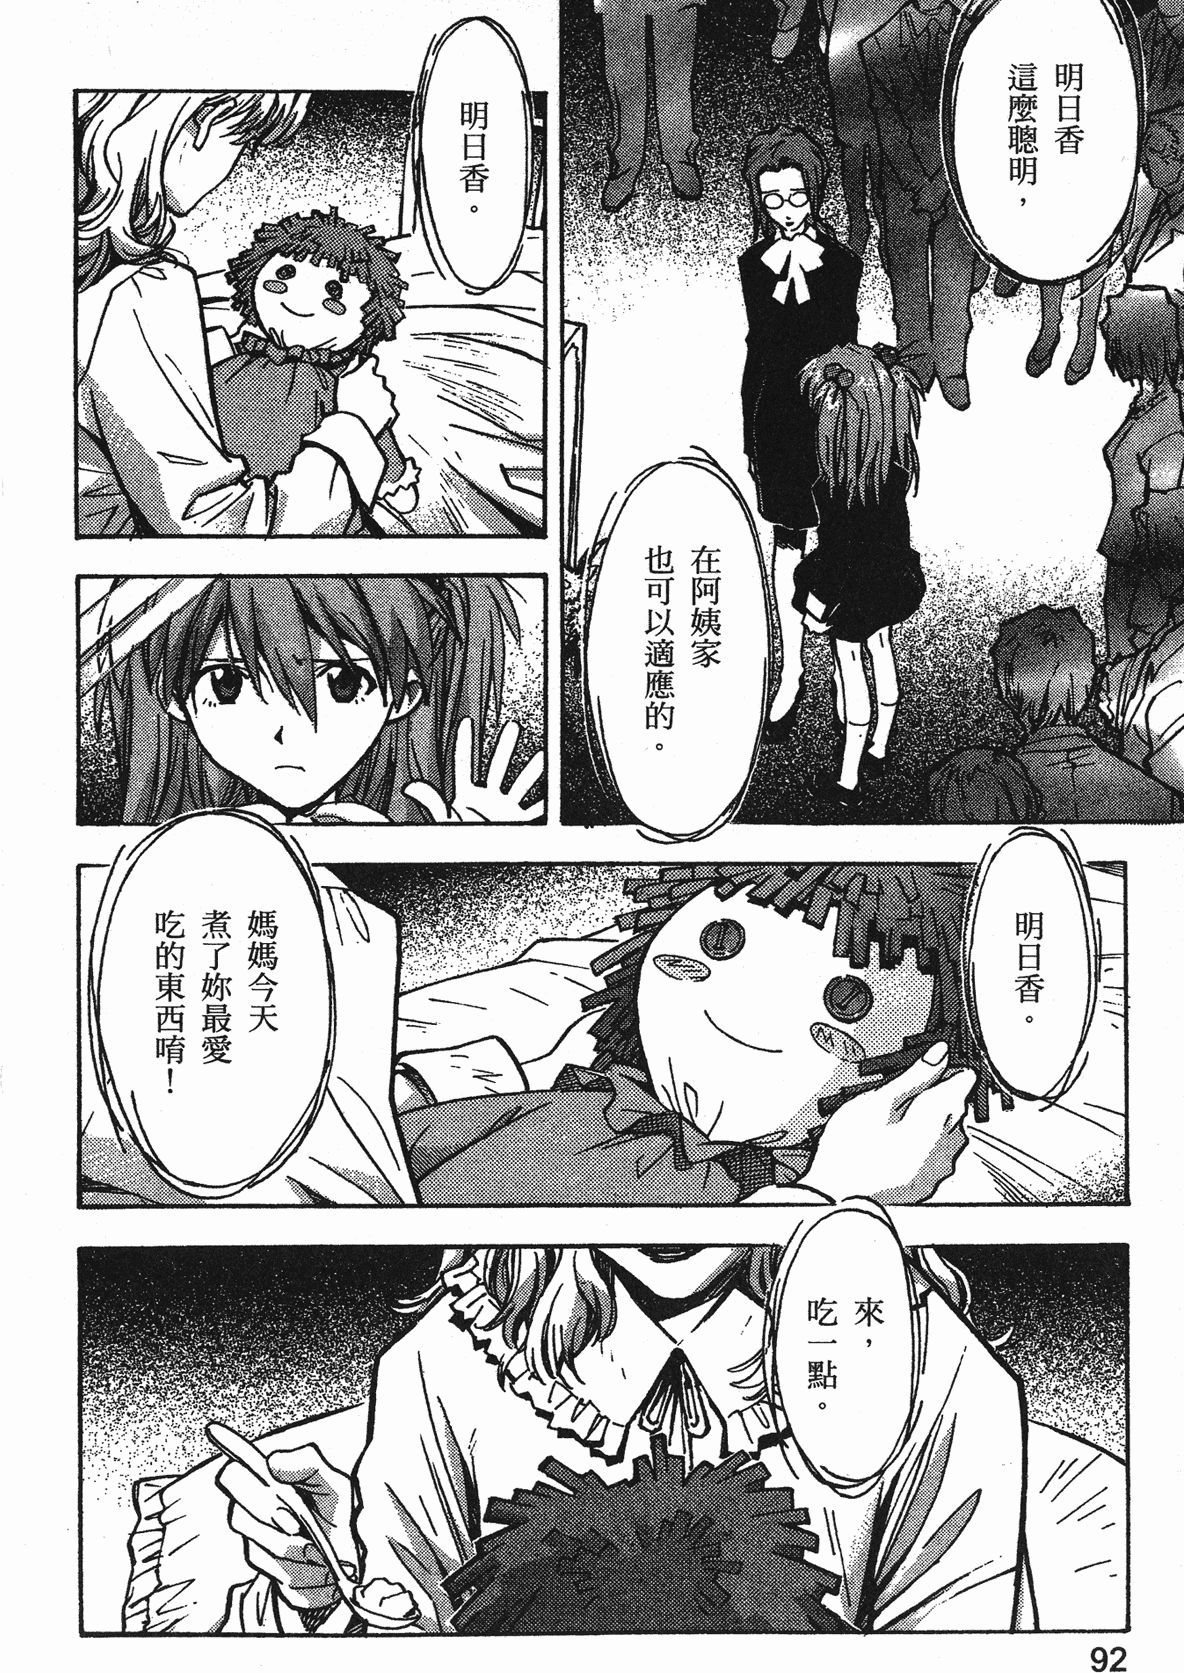 明日香
這麼聰明，
在阿姨家
也可以適應的。
明日香。
明日香。
媽媽今天
煮了妳最愛
吃的東西唷！
來，
吃一點。
92